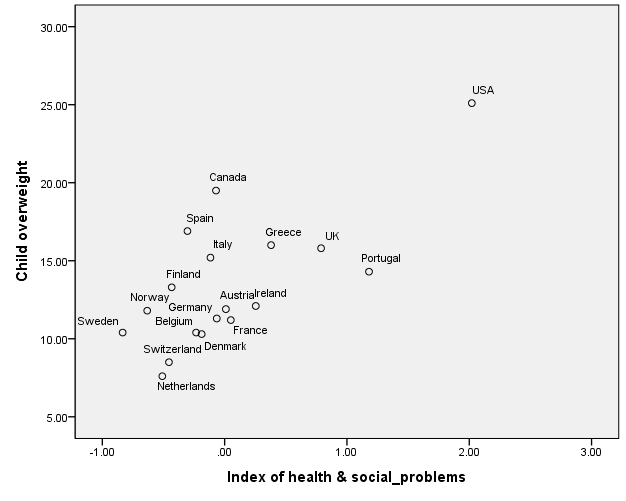 30.00
25.00
20.00
15.00
10.00
5.00
Child overweight
USA
Canada
Spain
Greece
UK
Italy
Portugal
Finland
Norway
Germany
Austria
Ireland
Sweden
Belgium
France
Switzerland
Denmark
Netherlands
-1.00
.00
1.00
2.00
3.00
Index of health & social_problems